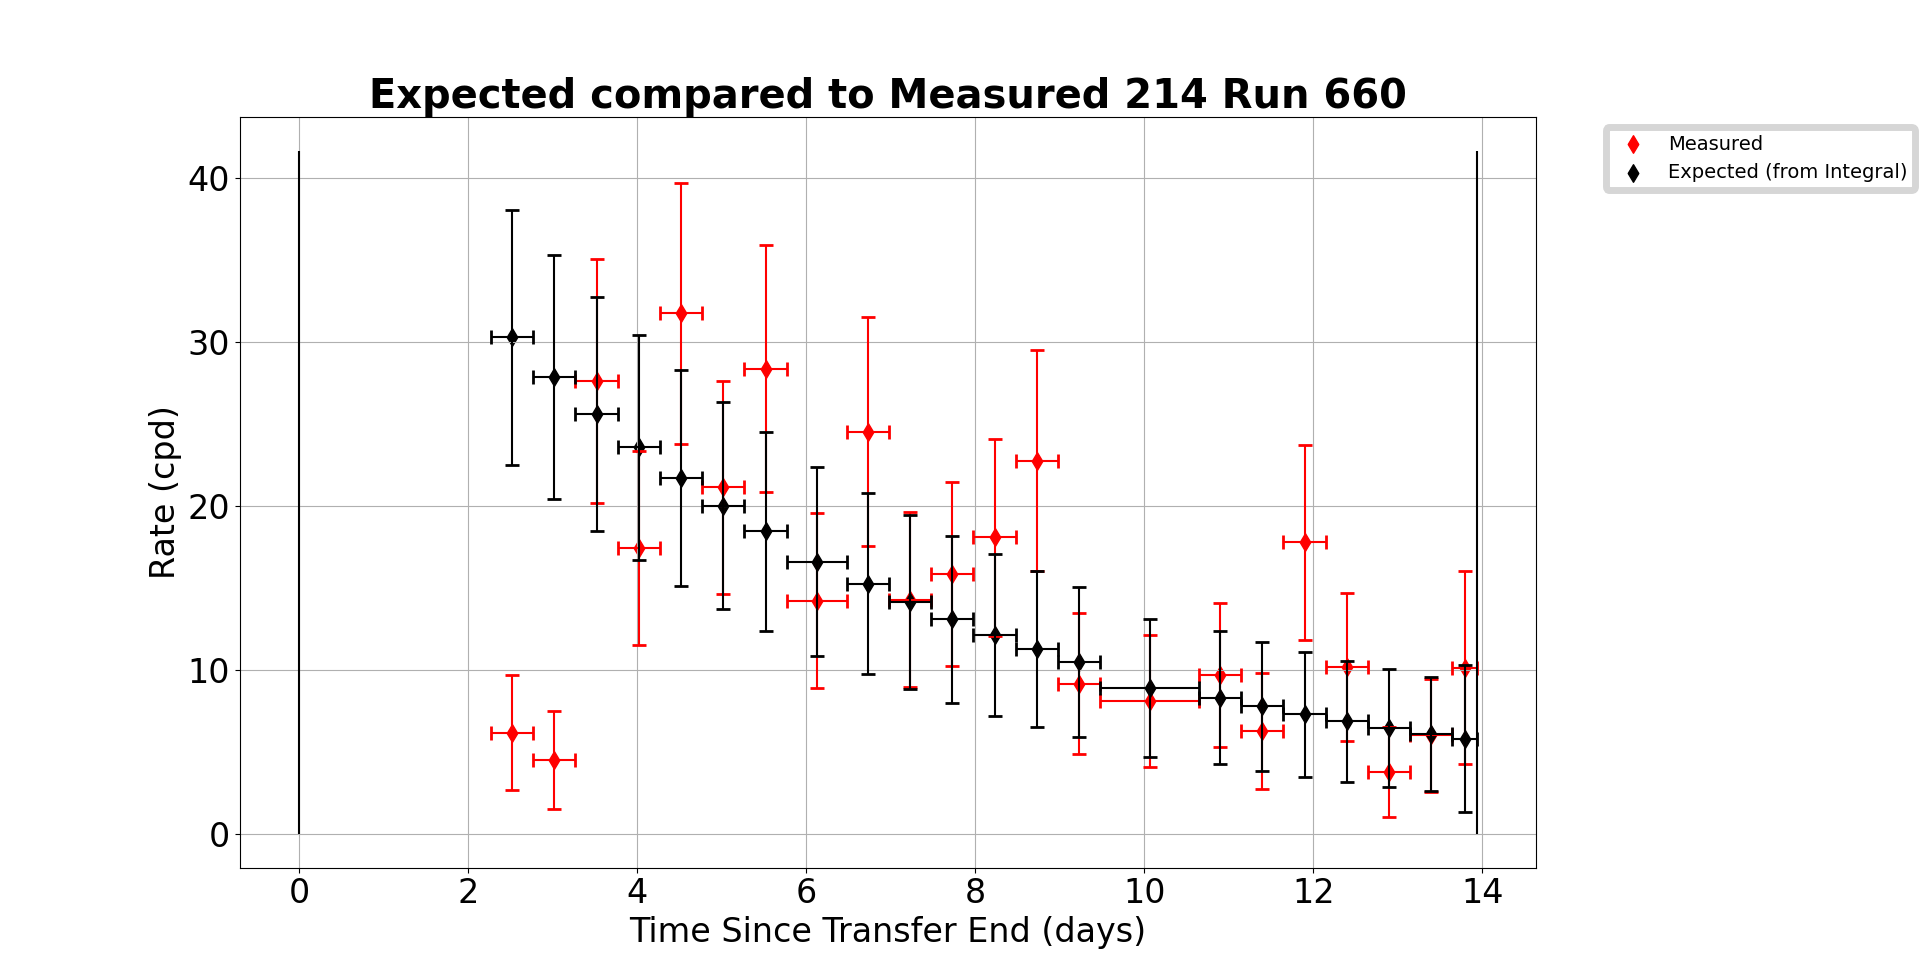 Expected compared to Measured 214 Run 660
Measured
Expected (from Integral)
40
30
20
10
0
Rate (cpd)
0 2 4 6 8 10 12 14
Time Since Transfer End (days)